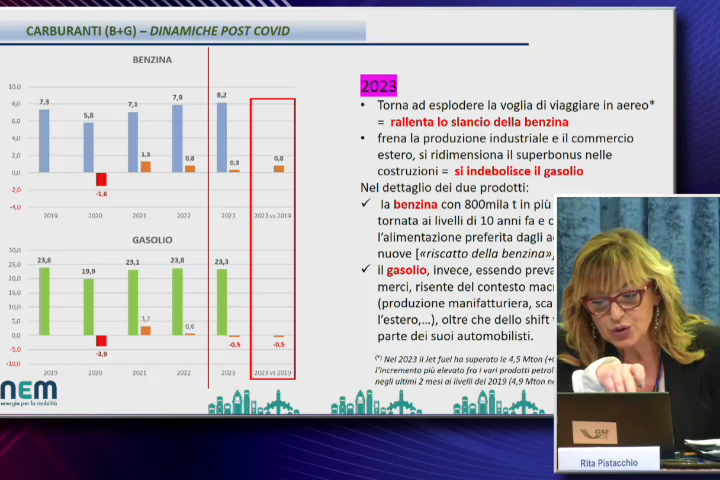 CARBURANTI (B+G) – DINAMICHE POST COVID
BENZINA
10,0
8,0
6,0
4,0
2,0
0,0
(2,0)
(4,0)
7,3
5,8
-1,6
7,1
1,3
7,9
0,8
8,2
0,3
0,8
2019
2020
2021
2022
2023
2023 vs 2019
GASOLIO
30,0
25,0
20,0
15,0
10,0
5,0
0,0
(5,0)
(10,0)
23,8
19,9
-3,9
23,1
3,2
23,8
0,6
23,3
-0,5
-0,5
2019
2020
2021
2022
2023
2023 vs 2019
nem
energie per la mobilità
2023
• Torna ad esplodere la voglia di viaggiare in aereo*
= rallenta lo slancio della benzina
• frena la produzione industriale e il commercio
estero, si ridimensiona il superbonus nelle
costruzioni = si indebolisce il gasolio
Nel dettaglio dei due prodotti:
✓ la benzina con 800mila t in più
tornata ai livelli di 10 anni fa e
l'alimentazione preferita dagli
nuove [«riscatto della benzina»
✓ il gasolio, invece, essendo
merci, risente del contesto
(produzione manifatturiera,
l'estero,…), oltre che dello shift
parte dei suoi automobilisti.
(*) Nel 2023 il Jet fuel ha superato le 4,5 Mton
l'incremento più elevato fra i vari prodotti
negli ultimi 2 mesi ai livelli del 2019 (4,9 Mton
GSE
Rita Pistacchio